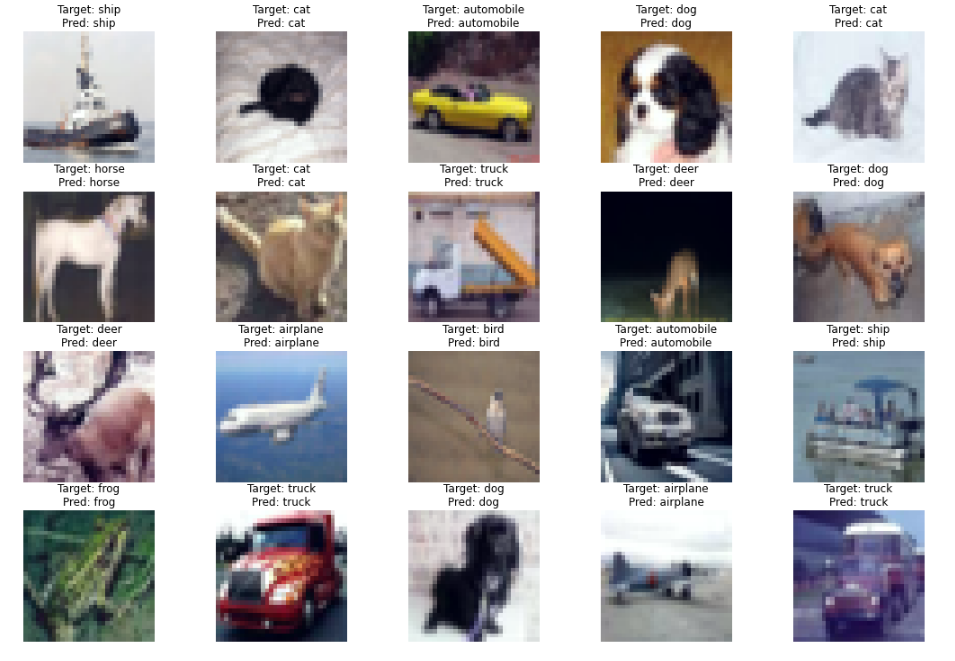 Target: ship
Pred: ship
Target: cat
Pred: cat
Target: automobile
Pred: automobile
Target: dog
Pred: dog
Target: cat
Pred: cat
Target: horse
Pred: horse
Target: cat
Pred: cat
Target: truck
Pred: truck
Target: deer
Pred: deer
Target: dog
Pred: dog
Target: deer
Pred: deer
Target: airplane
Pred: airplane
Target: bird
Pred: bird
Target: automobile
Pred: automobile
Target: ship
Pred: ship
Target: frog
Pred: frog
Target: truck
Pred: truck
Target: dog
Pred: dog
Target: airplane
Pred: airplane
Target: truck
Pred: truck